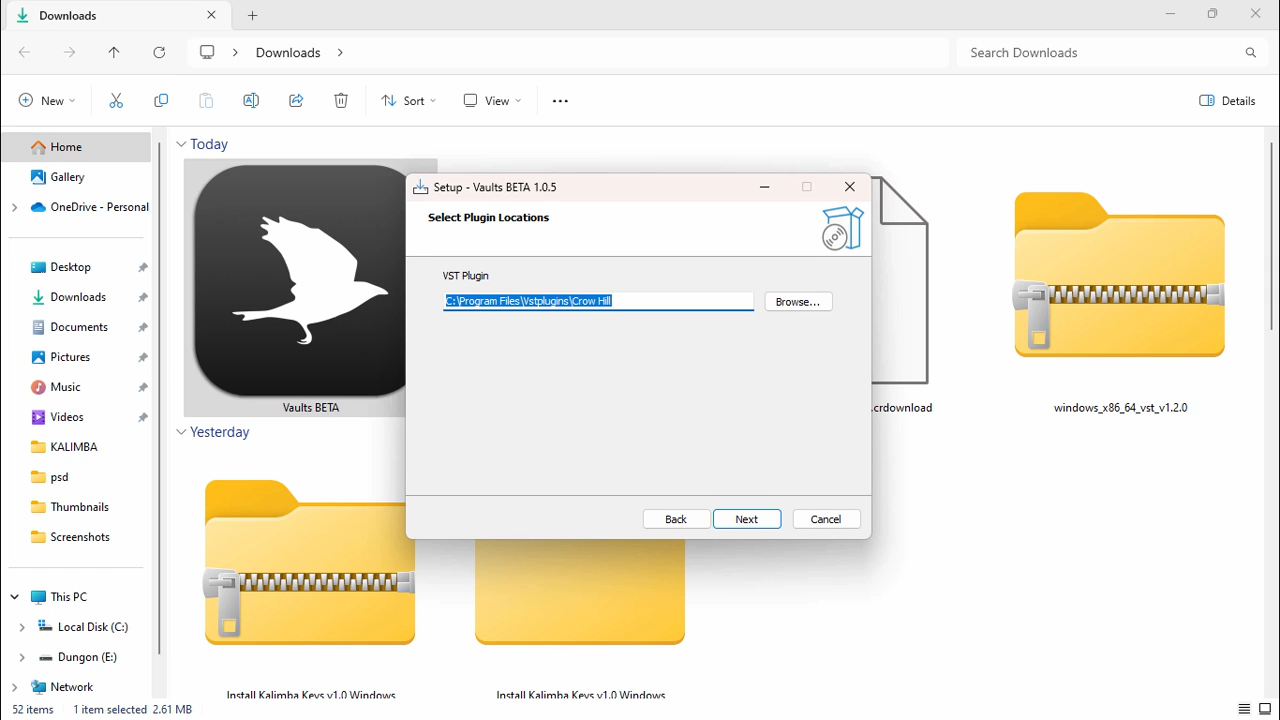 Downloads
Downloads
Search Downloads
New
Sort
View
Details
Home
Gallery
OneDrive - Personal
Desktop
Downloads
Documents
Pictures
Music
Videos
KALIMBA
psd
Thumbnails
Screenshots
This PC
Local Disk (C:)
Dungon (E:)
Network
Today
Vaults BETA
.crdownload
windows_x86_64_vst_v1.2.0
Yesterday
Install Kalimba Keys v1.0 Windows
Install Kalimba Keys v1.0 Windows
Setup - Vaults BETA 1.0.5
Select Plugin Locations
VST Plugin
C:\Program Files\Vstplugins\Crow Hill
Browse...
Back
Next
Cancel
52 items
1 item selected 2.61 MB